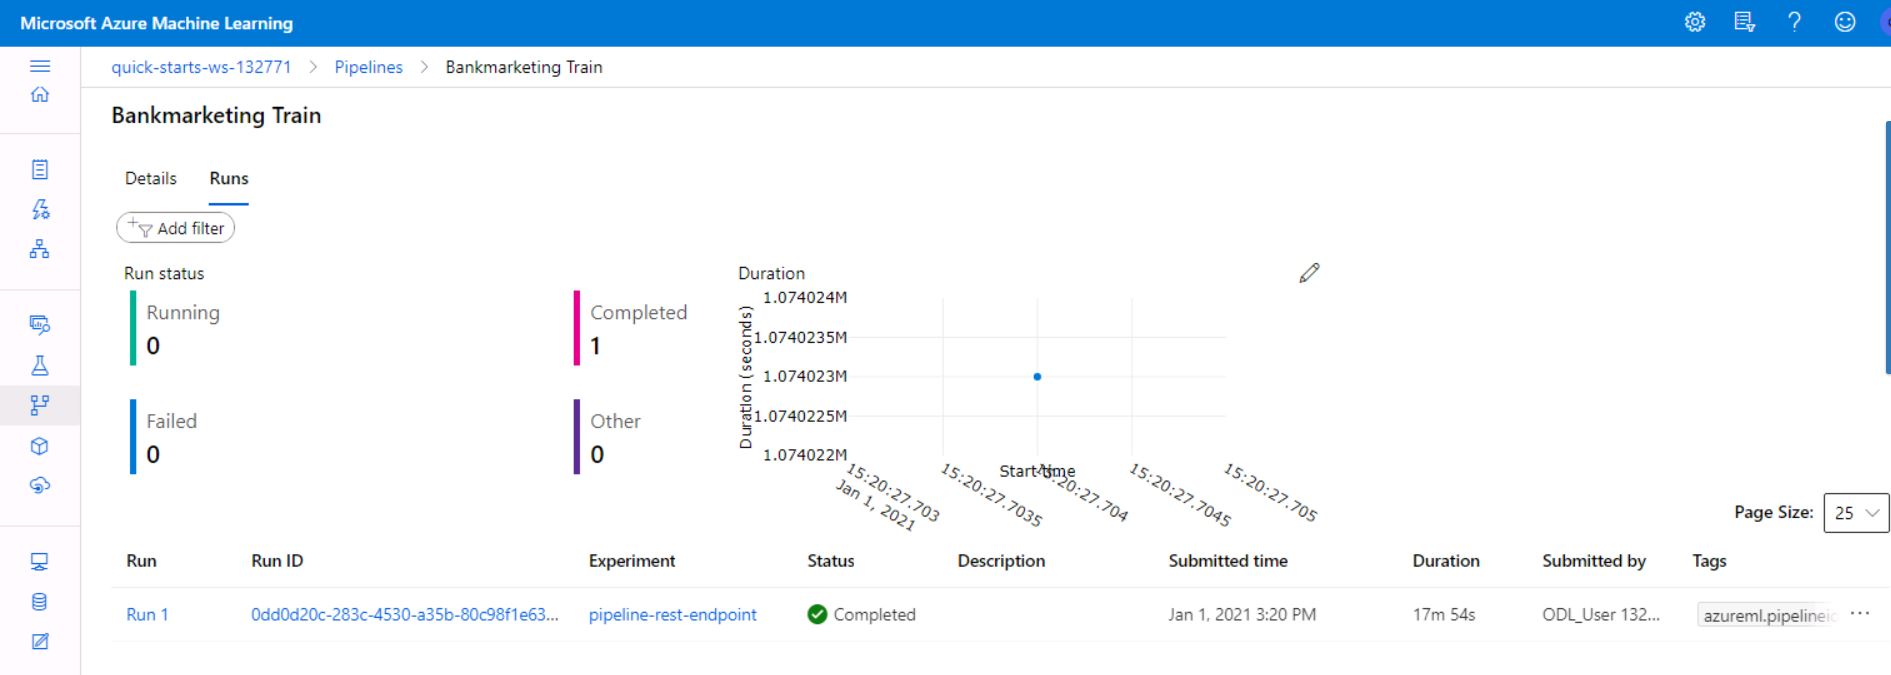 Microsoft Azure Machine Learning
quick-starts-ws-132771 > Pipelines > Bankmarketing Train
Bankmarketing Train
Details Runs
Add filter
Run status
Running
0
Completed
1
Failed
0
Other
0
Duration
Duration (seconds)
1.074024M
1.0740235M
1.074023M
1.0740225M
1.074022M
15:20:27.703
Jan 1, 2021
15:20:27.7035
15:20:27.704
15:20:27.7045
15:20:27.705
Start time
Page Size: 25
Run Run ID Experiment Status Description Submitted time Duration Submitted by Tags
Run 1 0dd0d20c-283c-4530-a35b-80c98f1e63... pipeline-rest-endpoint Completed Jan 1, 2021 3:20 PM 17m 54s ODL_User 132... azureml.pipelineic ...